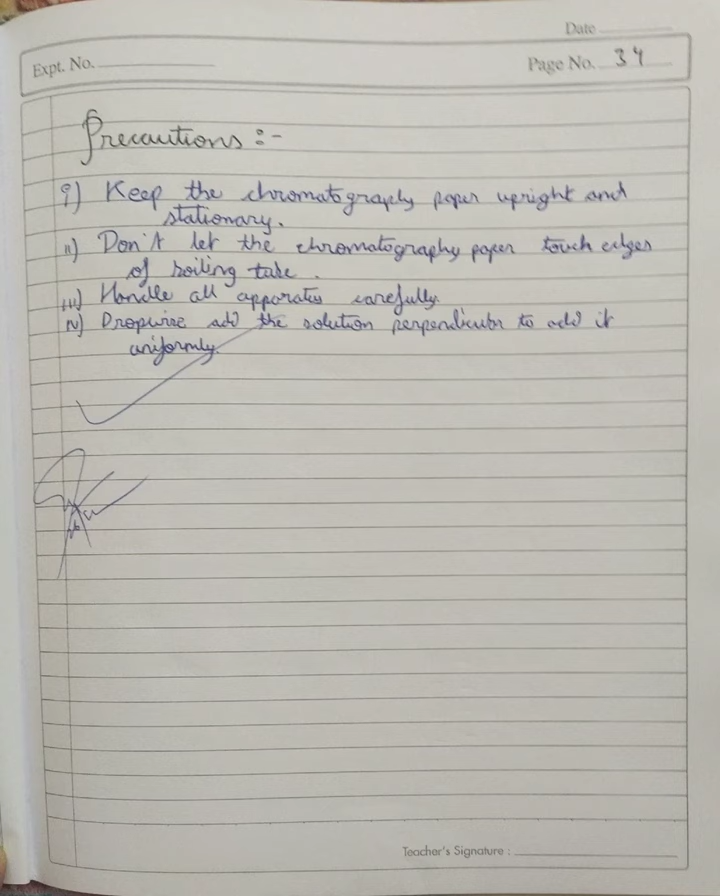 Date
Expt. No.
Page No. 34
Precautions :-
i) Keep the chromatography paper upright and
stationary.
ii) Don't let the chromatography paper touch edges
of boiling tube.
iii) Handle all apparatus carefully.
iv) Dropwise add the solution perpendicular to add it
uniformly.
Teacher's Signature :